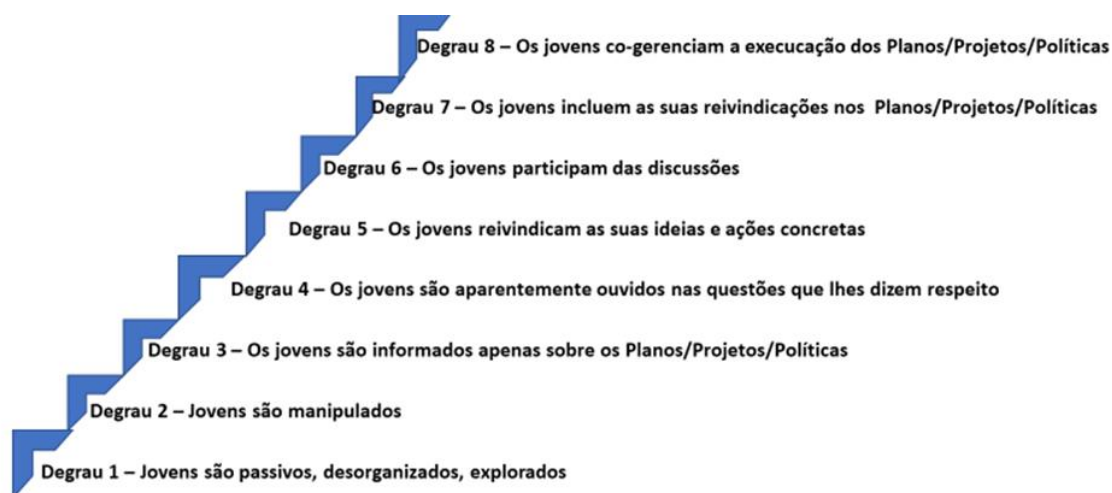 Degrau 8 – Os jovens co-gerenciam a execucação dos Planos/Projetos/Políticas
Degrau 7 – Os jovens incluem as suas reivindicações nos Planos/Projetos/Políticas
Degrau 6 – Os jovens participam das discussões
Degrau 5 – Os jovens reivindicam as suas ideias e ações concretas
Degrau 4 – Os jovens são aparentemente ouvidos nas questões que lhes dizem respeito
Degrau 3 – Os jovens são informados apenas sobre os Planos/Projetos/Políticas
Degrau 2 – Jovens são manipulados
Degrau 1 – Jovens são passivos, desorganizados, explorados